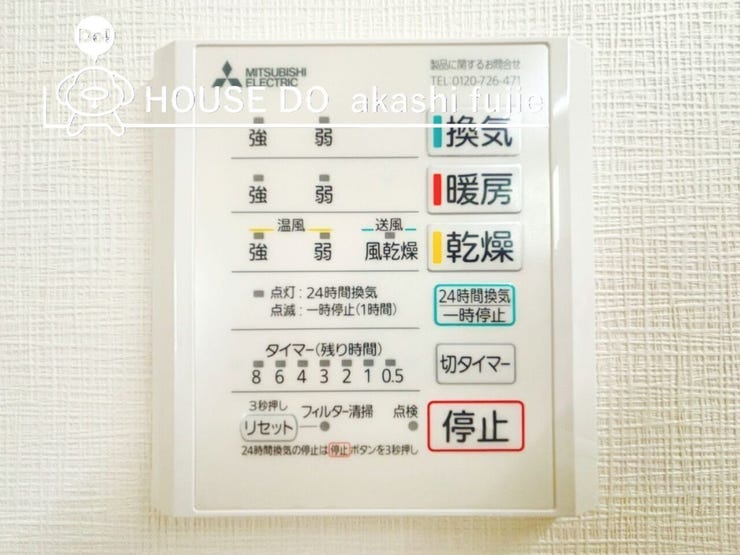 Do!
HOUSE DO akashi fujie
MITSUBISHI
ELECTRIC
製品に関するお問合せ
TEL 0120-726-471
強 弱 換気
強 弱 暖房
温風 送風
強 弱 風乾燥 乾燥
点灯:24時間換気
点滅:一時停止(1時間)
24時間換気
一時停止
タイマー(残り時間)
8 6 4 3 2 1 0.5
切タイマー
3秒押し
リセット フィルター清掃 点検
停止
24時間換気の停止は停止ボタンを3秒押し